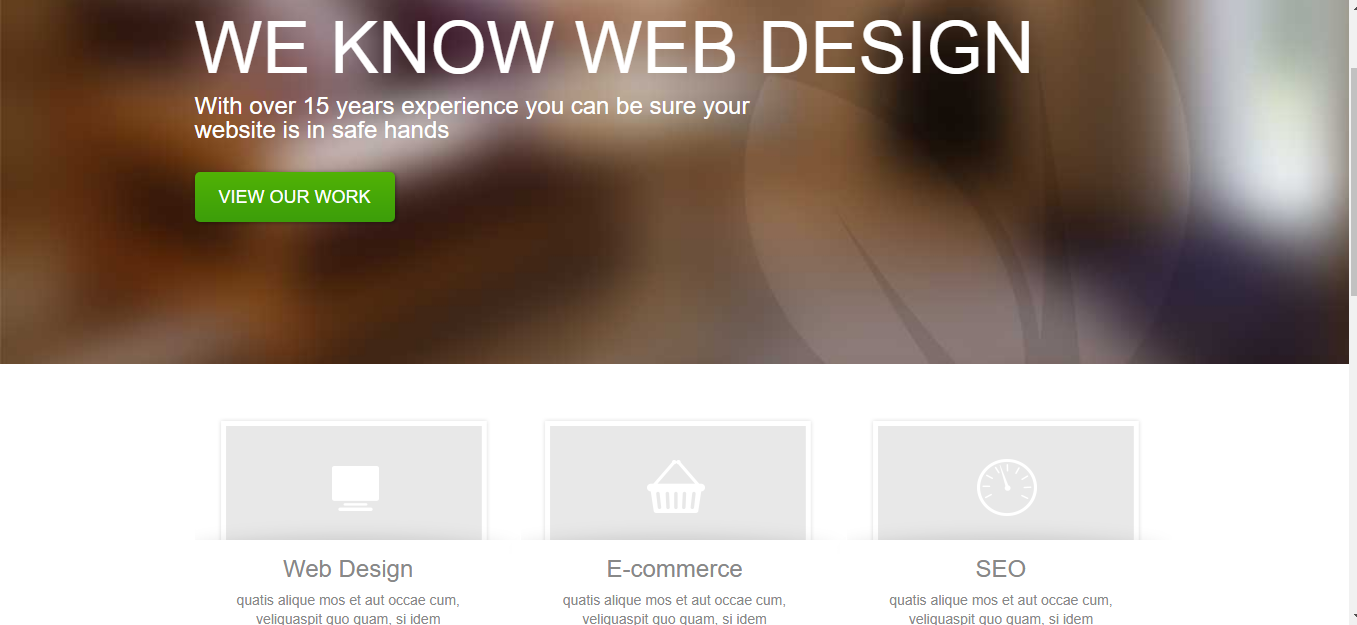 WE KNOW WEB DESIGN
With over 15 years experience you can be sure your
website is in safe hands
VIEW OUR WORK
Web Design
E-commerce
SEO
quatis alique mos et aut occae cum,
quatis alique mos et aut occae cum,
quatis alique mos et aut occae cum,
veliquaspit quo quam, si idem
veliquaspit quo quam, si idem
veliquaspit quo quam, si idem